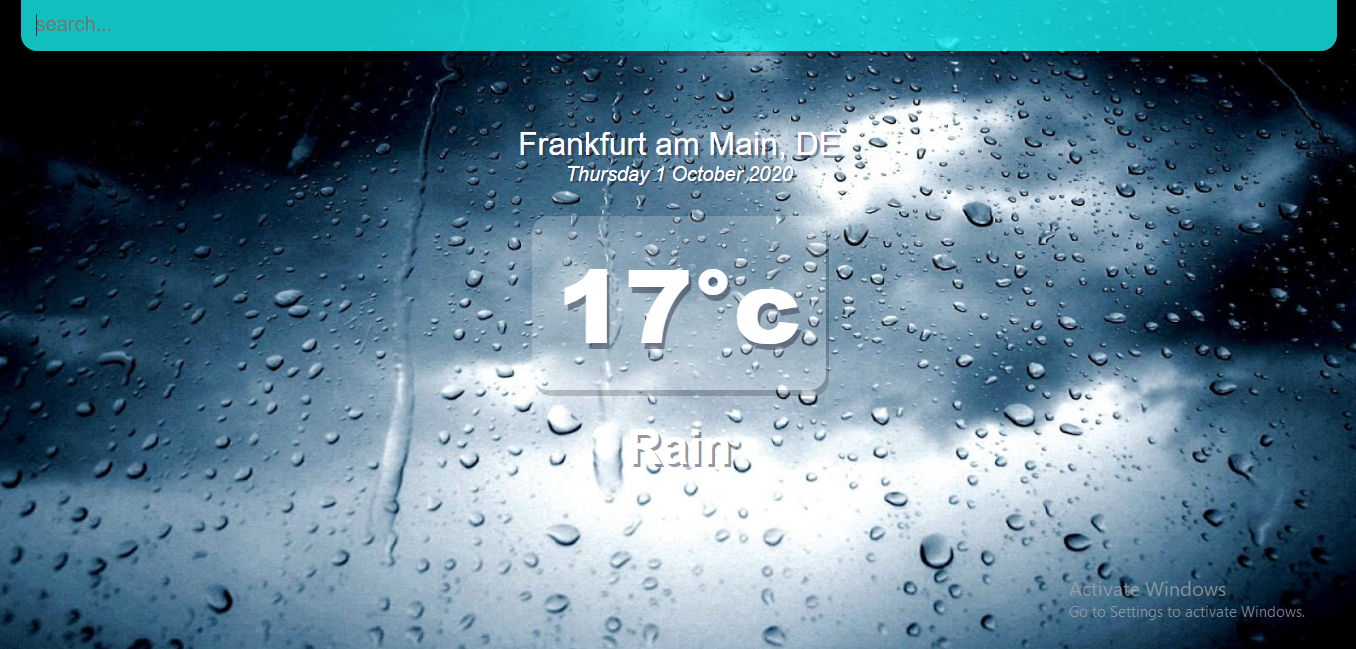 search...
Frankfurt am Main, DE
Thursday 1 October,2020
17°c
Rain
Activate Windows
Go to Settings to activate Windows.